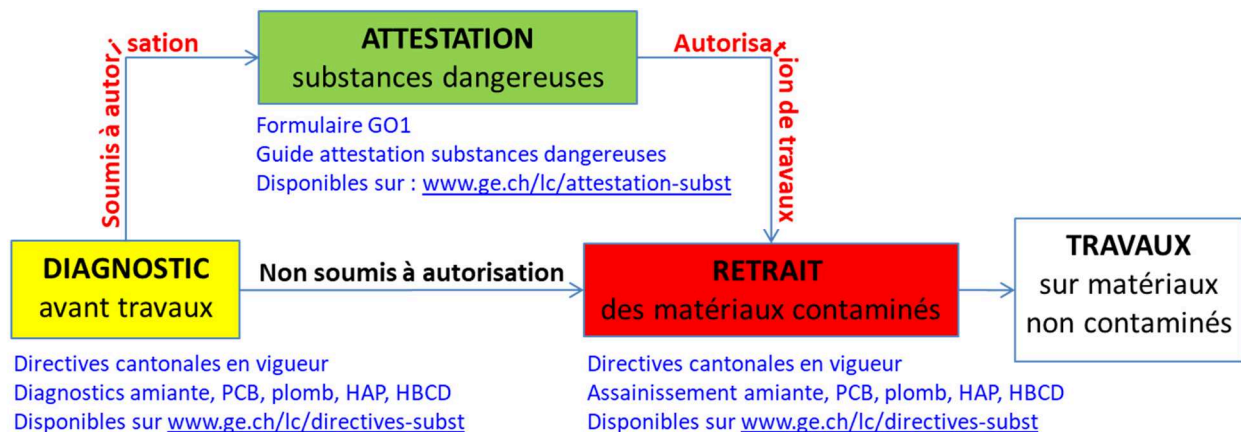 Soumis à autorisation
ATTESTATION
substances dangereuses
Autorisation de travaux
Formulaire GO1
Guide attestation substances dangereuses
Disponibles sur : www.ge.ch/lc/attestation-subst
DIAGNOSTIC
avant travaux
Non soumis à autorisation
RETRAIT
des matériaux contaminés
TRAVAUX
sur matériaux
non contaminés
Directives cantonales en vigueur
Diagnostics amiante, PCB, plomb, HAP, HBCD
Disponibles sur www.ge.ch/lc/directives-subst
Directives cantonales en vigueur
Assainissement amiante, PCB, plomb, HAP, HBCD
Disponibles sur www.ge.ch/lc/directives-subst